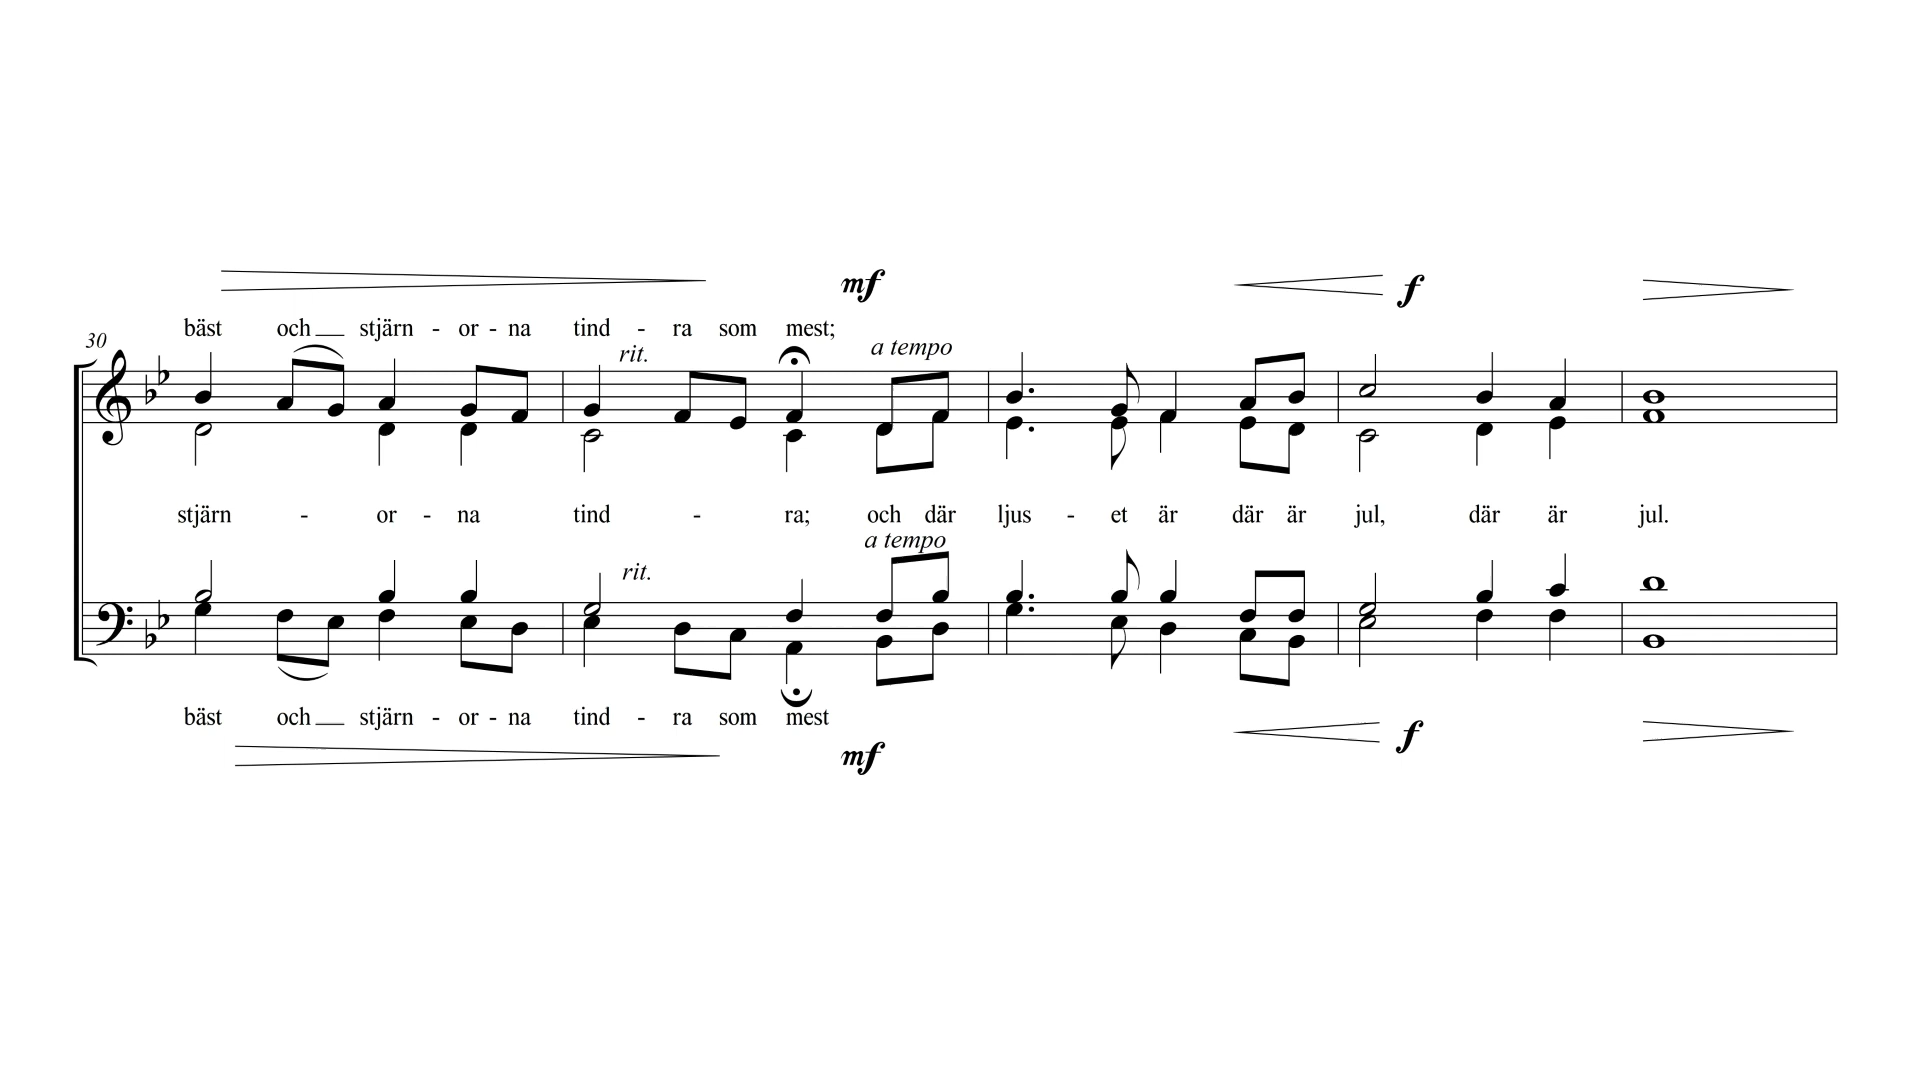 mf f
bäst och stjärn - or - na tind - ra som mest;
30 rit. a tempo
stjärn - or - na tind - ra; och där ljus - et är där är jul, där är jul.
rit. a tempo
bäst och stjärn - or - na tind - ra som mest
mf f